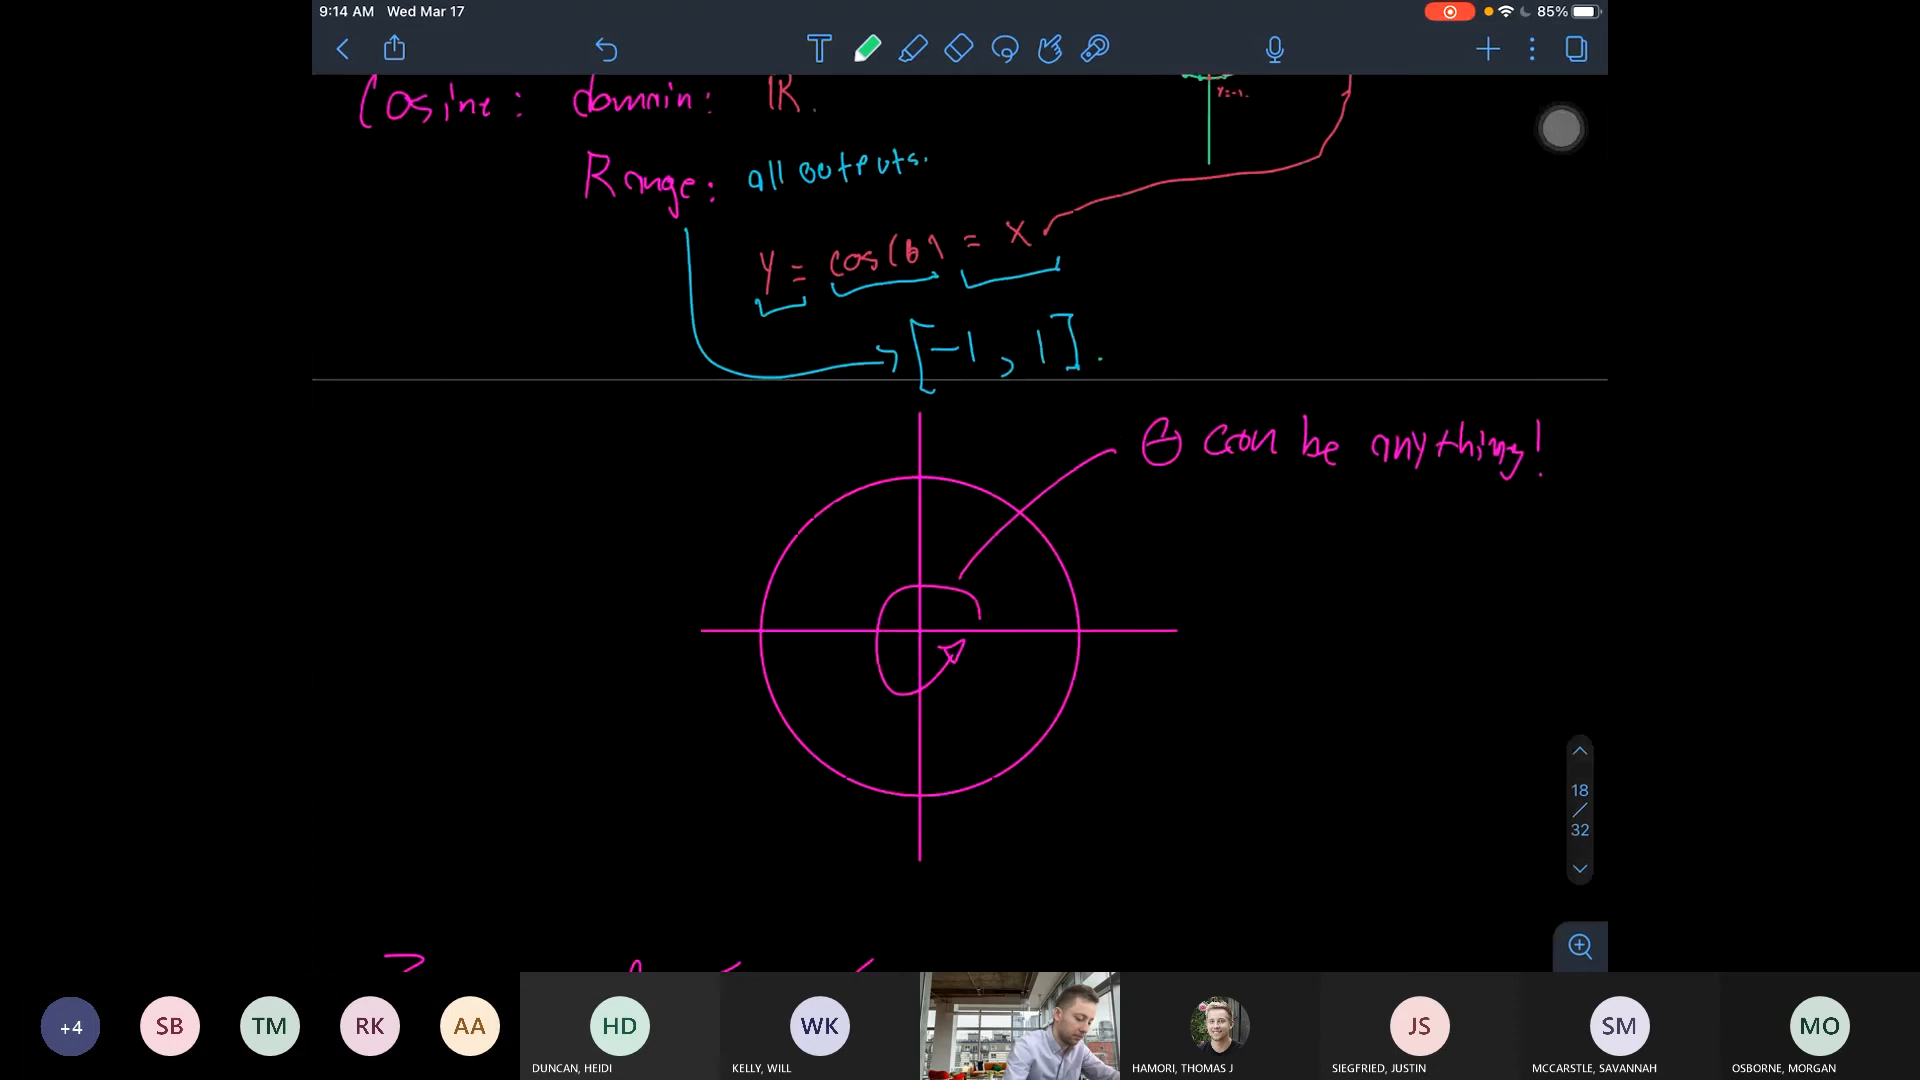 9:14 AM Wed Mar 17
85%
Cosine: domain: ℝ.
y=-1.
Range: all outputs.
y = cos(θ) = x
[-1, 1].
θ can be anything!
18
/
32
+4
SB
TM
RK
AA
HD
WK
JS
SM
MO
DUNCAN, HEIDI
KELLY, WILL
HAMORI, THOMAS J
SIEGFRIED, JUSTIN
MCCARSTLE, SAVANNAH
OSBORNE, MORGAN